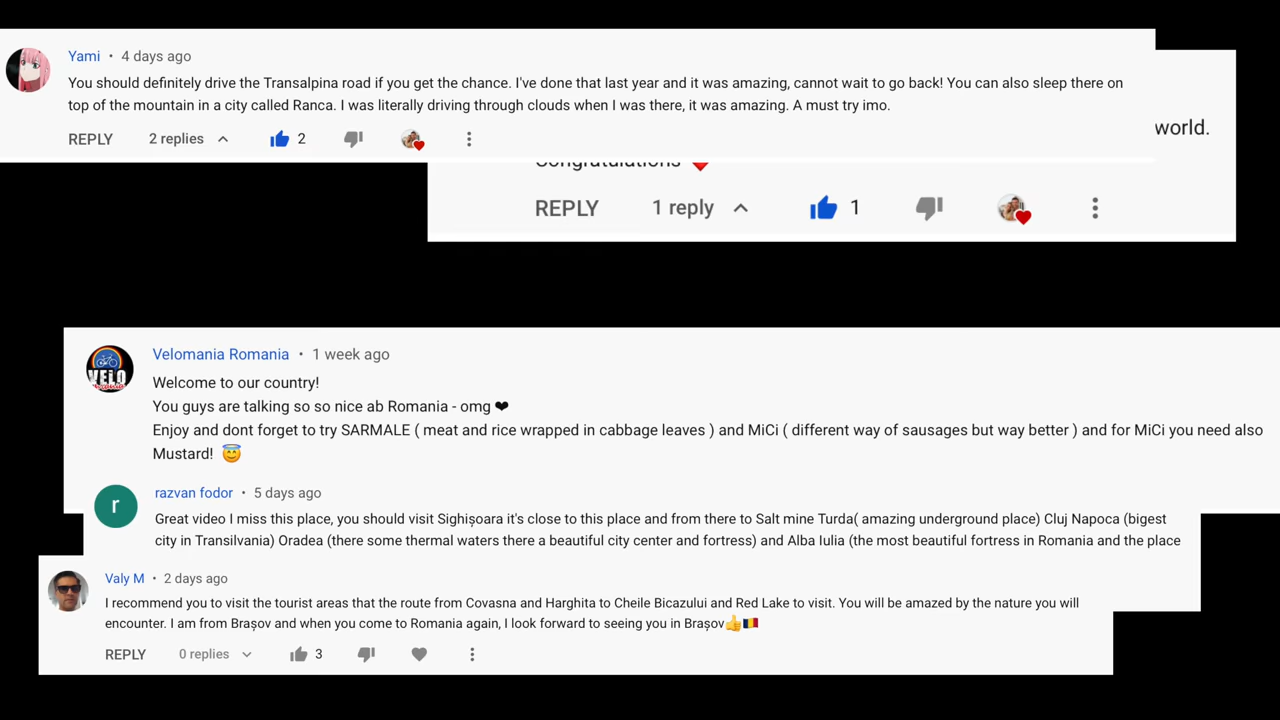 Yami • 4 days ago
You should definitely drive the Transalpina road if you get the chance. I've done that last year and it was amazing, cannot wait to go back! You can also sleep there on
top of the mountain in a city called Ranca. I was literally driving through clouds when I was there, it was amazing. A must try imo.
REPLY 2 replies 2
world.
Congratulations ❤️
REPLY 1 reply 1
VELO
Velomania Romania • 1 week ago
Welcome to our country!
You guys are talking so so nice ab Romania - omg ❤
Enjoy and dont forget to try SARMALE ( meat and rice wrapped in cabbage leaves ) and MiCi ( different way of sausages but way better ) and for MiCi you need also
Mustard! 😇
r
razvan fodor • 5 days ago
Great video I miss this place, you should visit Sighișoara it's close to this place and from there to Salt mine Turda( amazing underground place) Cluj Napoca (bigest
city in Transilvania) Oradea (there some thermal waters there a beautiful city center and fortress) and Alba Iulia (the most beautiful fortress in Romania and the place
Valy M • 2 days ago
I recommend you to visit the tourist areas that the route from Covasna and Harghita to Cheile Bicazului and Red Lake to visit. You will be amazed by the nature you will
encounter. I am from Brașov and when you come to Romania again, I look forward to seeing you in Brașov👍🇷🇴
REPLY 0 replies 3